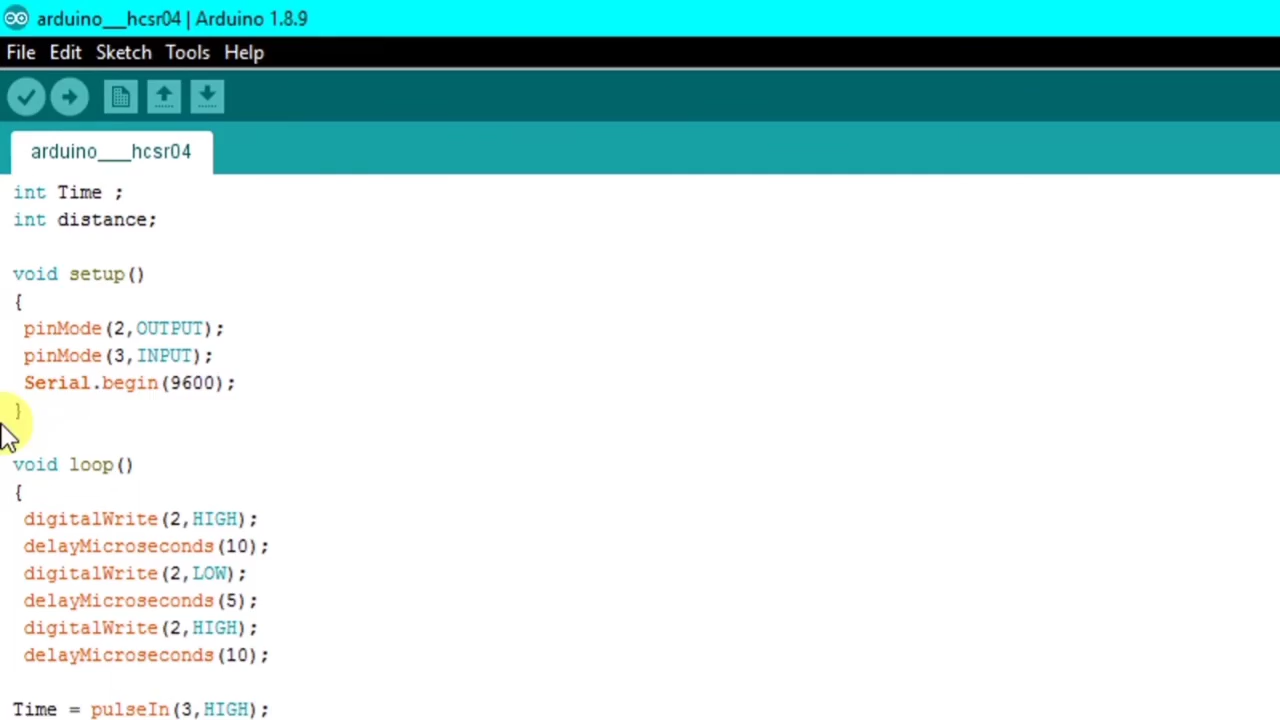 arduino__hcsr04 | Arduino 1.8.9
File Edit Sketch Tools Help
arduino___hcsr04
int Time ;
int distance;
void setup()
{
pinMode(2,OUTPUT);
pinMode(3,INPUT);
Serial.begin(9600);
}
void loop()
{
digitalWrite(2,HIGH);
delayMicroseconds(10);
digitalWrite(2,LOW);
delayMicroseconds(5);
digitalWrite(2,HIGH);
delayMicroseconds(10);
Time = pulseIn(3,HIGH);